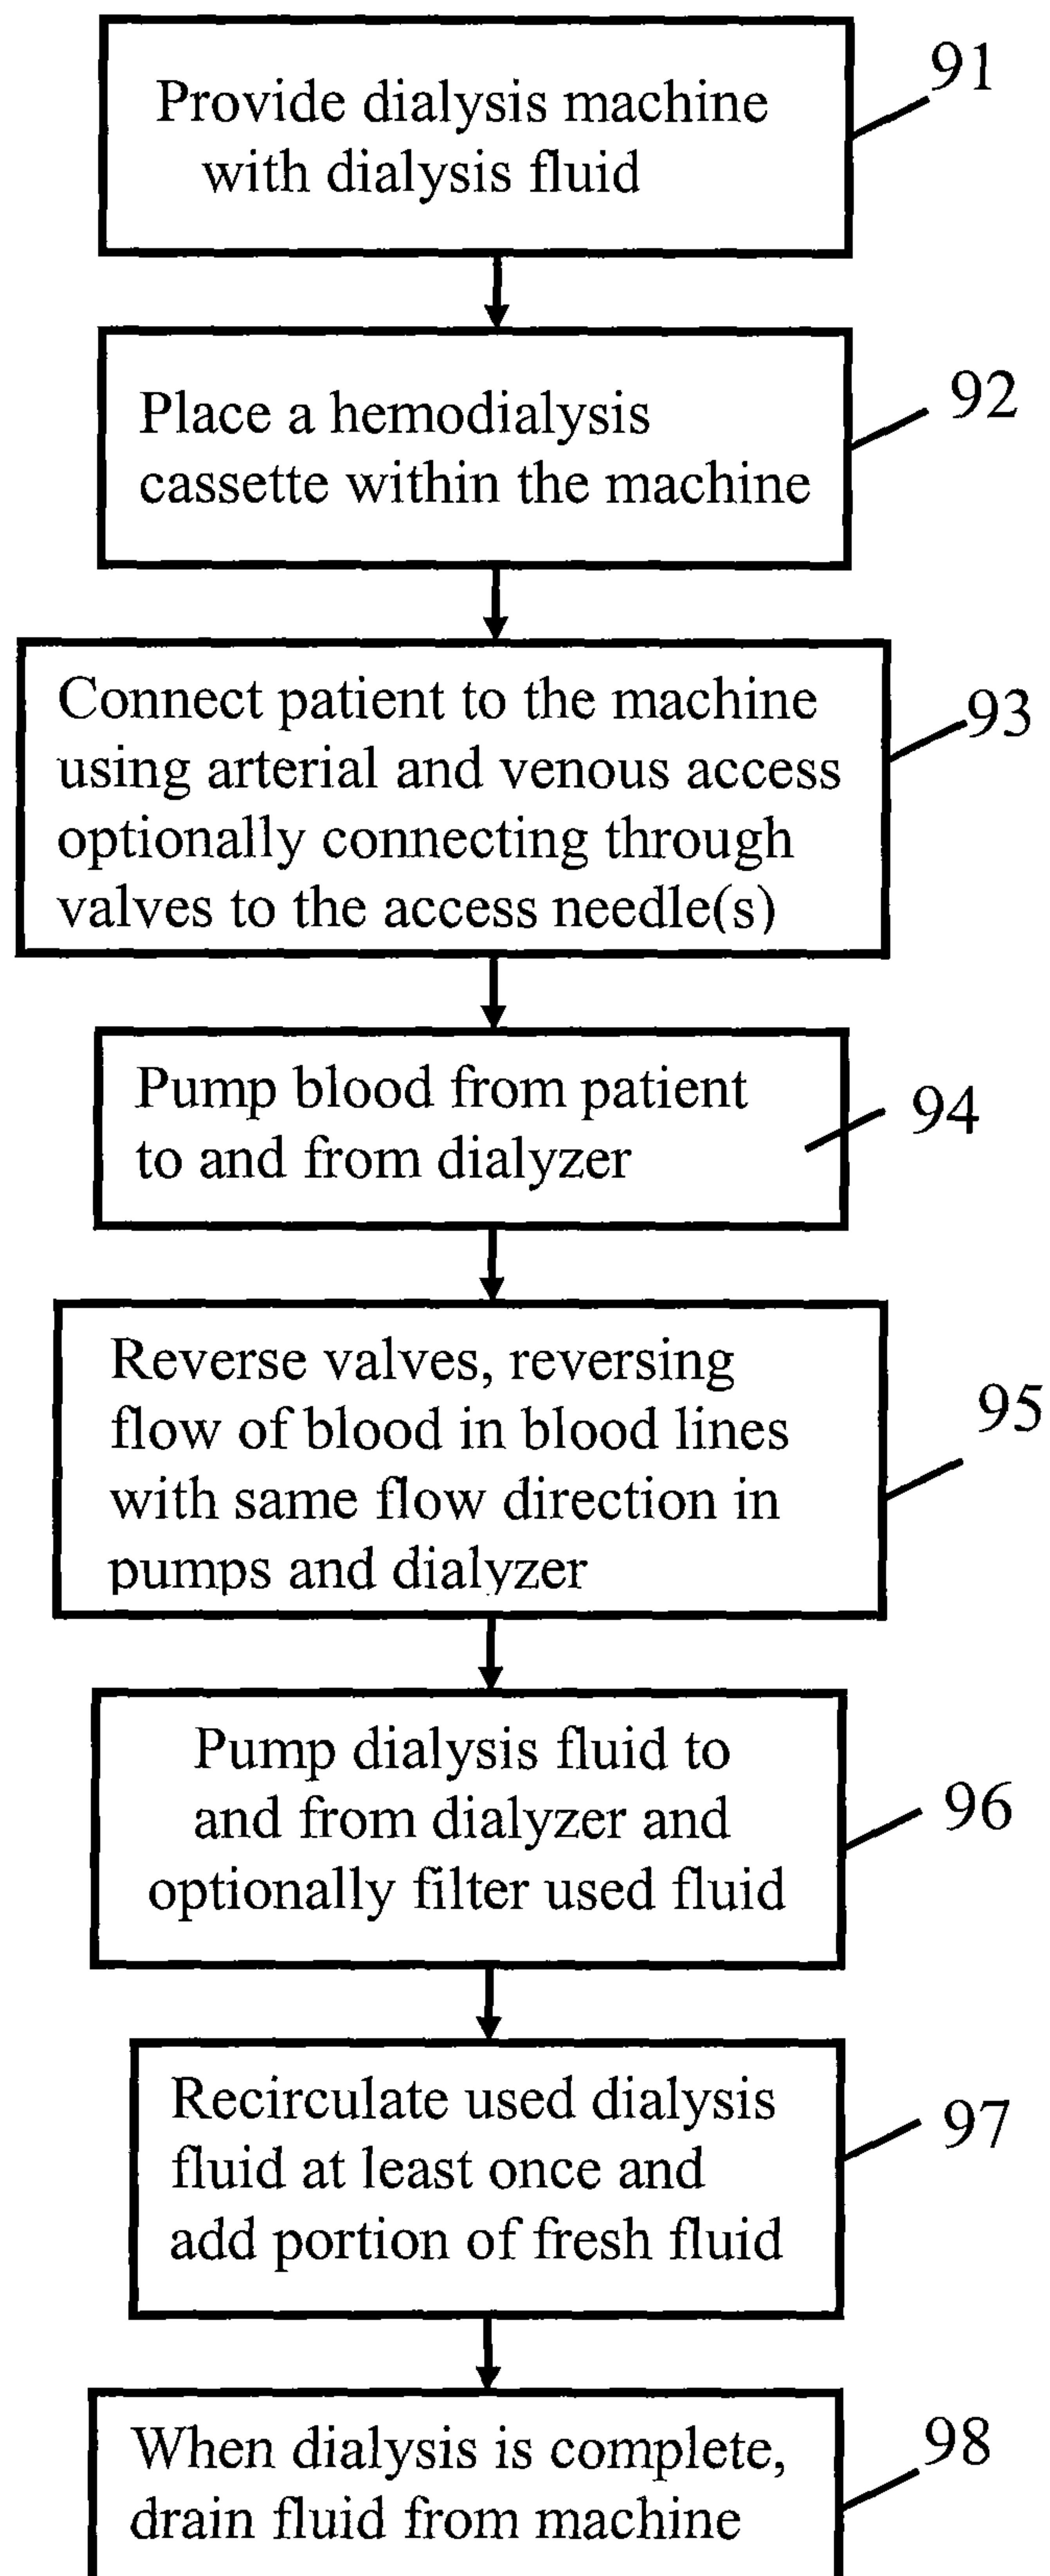 Provide dialysis machine
with dialysis fluid
91
Place a hemodialysis
cassette within the machine
92
Connect patient to the machine
using arterial and venous access
optionally connecting through
valves to the access needle(s)
93
Pump blood from patient
to and from dialyzer
94
Reverse valves, reversing
flow of blood in blood lines
with same flow direction in
pumps and dialyzer
95
Pump dialysis fluid to
and from dialyzer and
optionally filter used fluid
96
Recirculate used dialysis
fluid at least once and
add portion of fresh fluid
97
When dialysis is complete,
drain fluid from machine
98